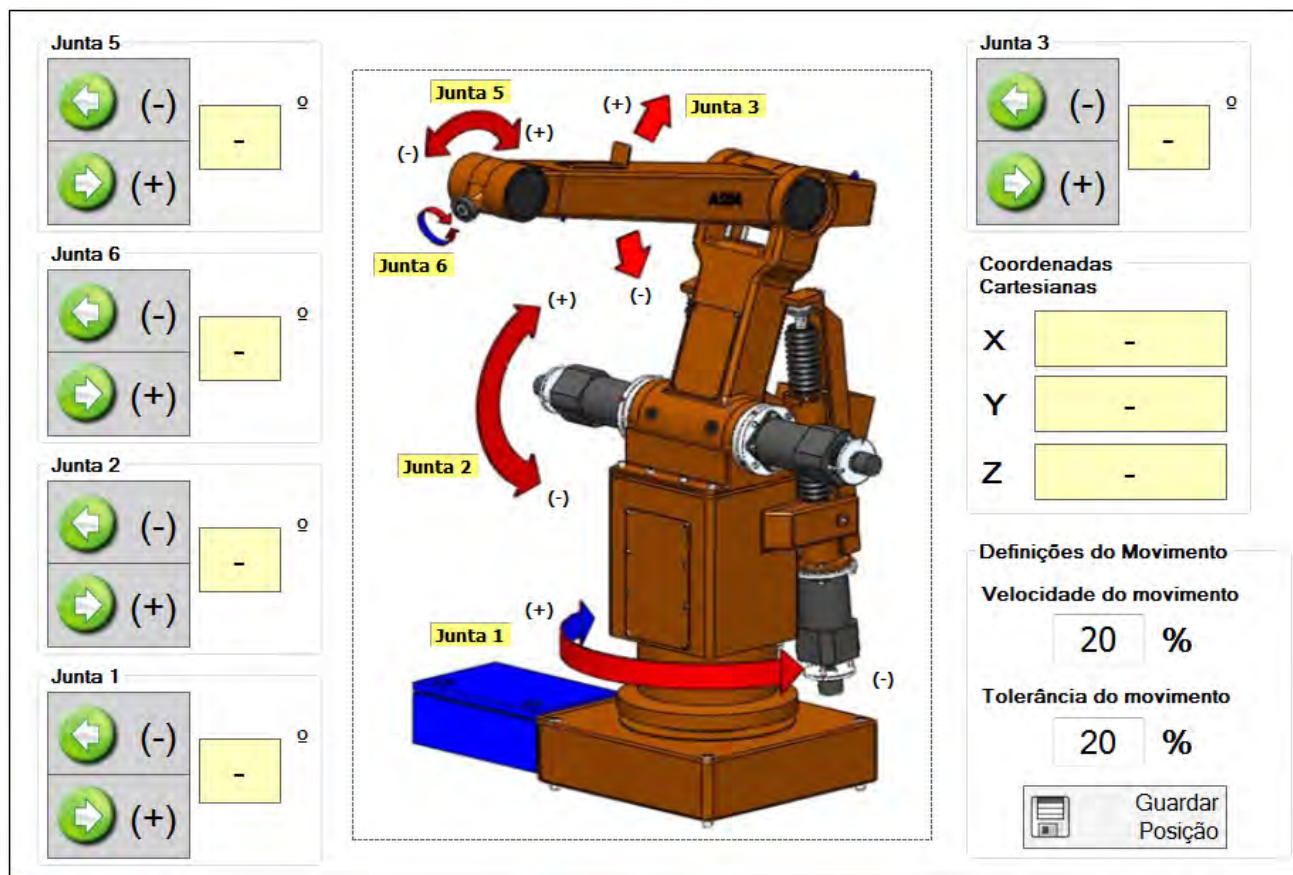 Junta 5
(-)
-
º
(+)
Junta 6
(-)
-
º
(+)
Junta 2
(-)
-
º
(+)
Junta 1
(-)
-
º
(+)
Junta 5
(+)
Junta 3
(-)
(+)
Junta 6
(-)
(+)
Junta 2
(-)
(+)
Junta 1
(-)
Junta 3
(-)
-
º
(+)
Coordenadas
Cartesianas
X
-
Y
-
Z
-
Definições do Movimento
Velocidade do movimento
20 %
Tolerância do movimento
20 %
Guardar
Posição